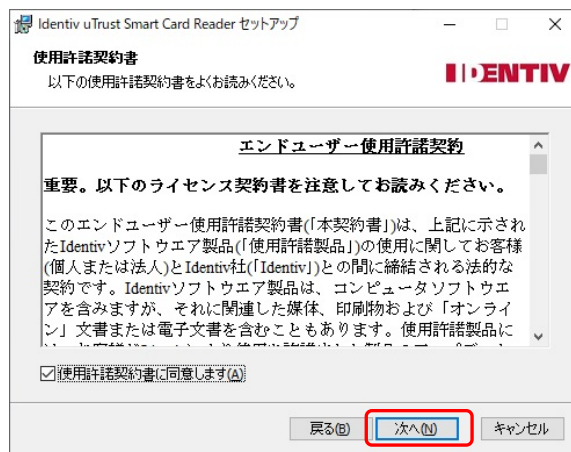 Identiv uTrust Smart Card Reader セットアップ
使用許諾契約書
以下の使用許諾契約書をよくお読みください。
IDENTIV
エンドユーザー使用許諾契約
重要。以下のライセンス契約書を注意してお読みください。
このエンドユーザー使用許諾契約書(｢本契約書｣)は、上記に示され
たIdentivソフトウエア製品(｢使用許諾製品｣)の使用に関してお客様
(個人または法人)とIdentiv社(｢Identiv｣)との間に締結される法的な
契約です。Identivソフトウエア製品は、コンピュータソフトウエ
アを含みますが、それに関連した媒体、印刷物および「オンライ
ン」文書または電子文書を含むこともあります。使用許諾製品に
使用許諾契約書に同意します(A)
戻る(B) 次へ(N) キャンセル